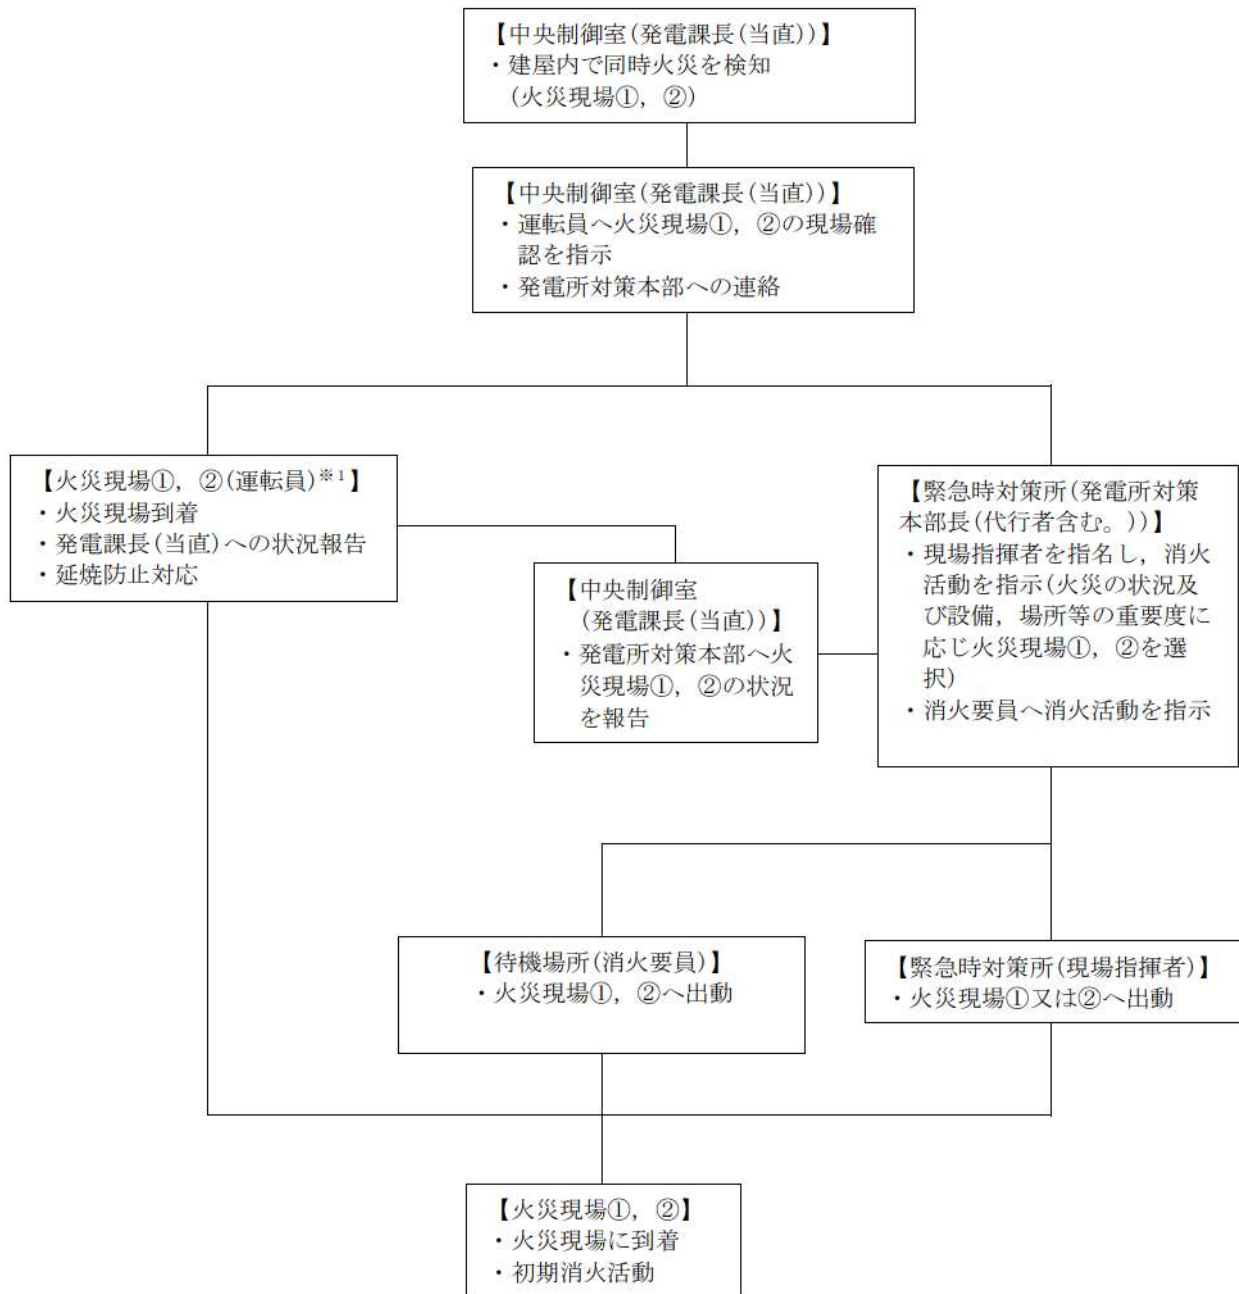 【中央制御室(発電課長(当直))】
・建屋内で同時火災を検知
(火災現場①，②)
【中央制御室(発電課長(当直))】
・運転員へ火災現場①，②の現場確
認を指示
・発電所対策本部への連絡
【火災現場①，②(運転員)※1】
・火災現場到着
・発電課長(当直)への状況報告
・延焼防止対応
【中央制御室
(発電課長(当直))】
・発電所対策本部へ火
災現場①，②の状況
を報告
【緊急時対策所(発電所対策
本部長(代行者含む。))】
・現場指揮者を指名し，消火
活動を指示(火災の状況及
び設備，場所等の重要度に
応じ火災現場①，②を選
択)
・消火要員へ消火活動を指示
【待機場所(消火要員)】
・火災現場①，②へ出動
【緊急時対策所(現場指揮者)】
・火災現場①又は②へ出動
【火災現場①，②】
・火災現場に到着
・初期消火活動